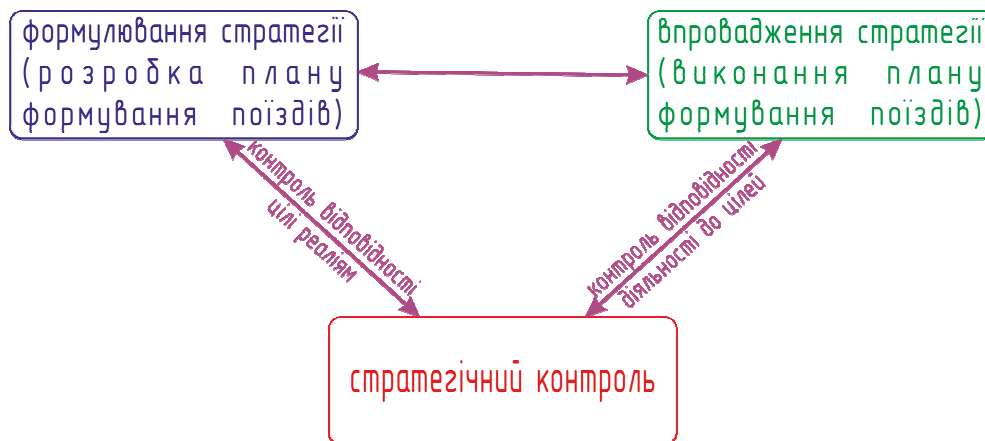 формулювання стратегії
(розробка плану
формування поїздів)
впровадження стратегії
(виконання плану
формування поїздів)
контроль відповідності
цілі реаліям
контроль відповідності
діяльності до цілей
стратегічний контроль